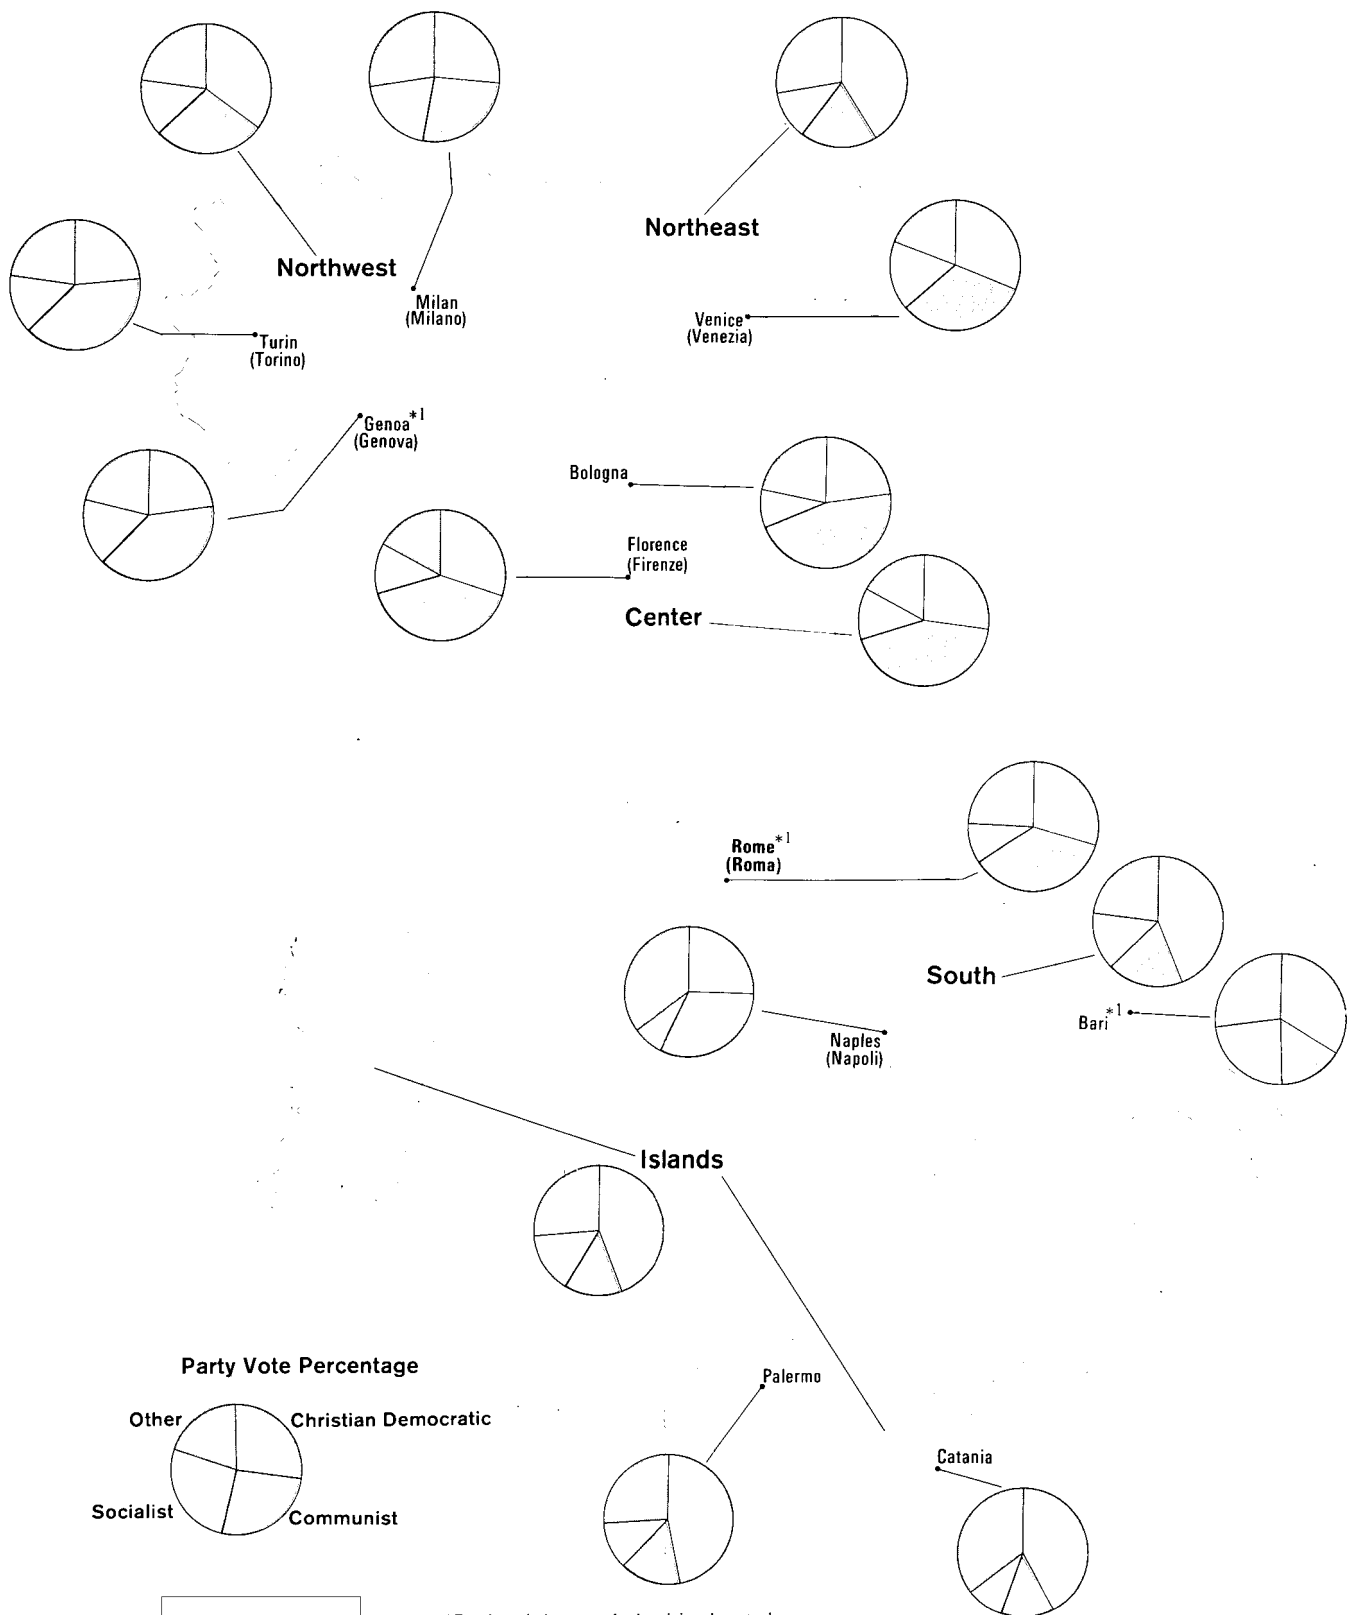 Northeast
Northwest
Milan
(Milano)
Venice
(Venezia)
Turin
(Torino)
Genoa*1
(Genova)
Bologna
Florence
(Firenze)
Center
Rome*1
(Roma)
South
Bari*1
Naples
(Napoli)
Islands
Party Vote Percentage
Other
Christian Democratic
Socialist
Communist
Palermo
Catania